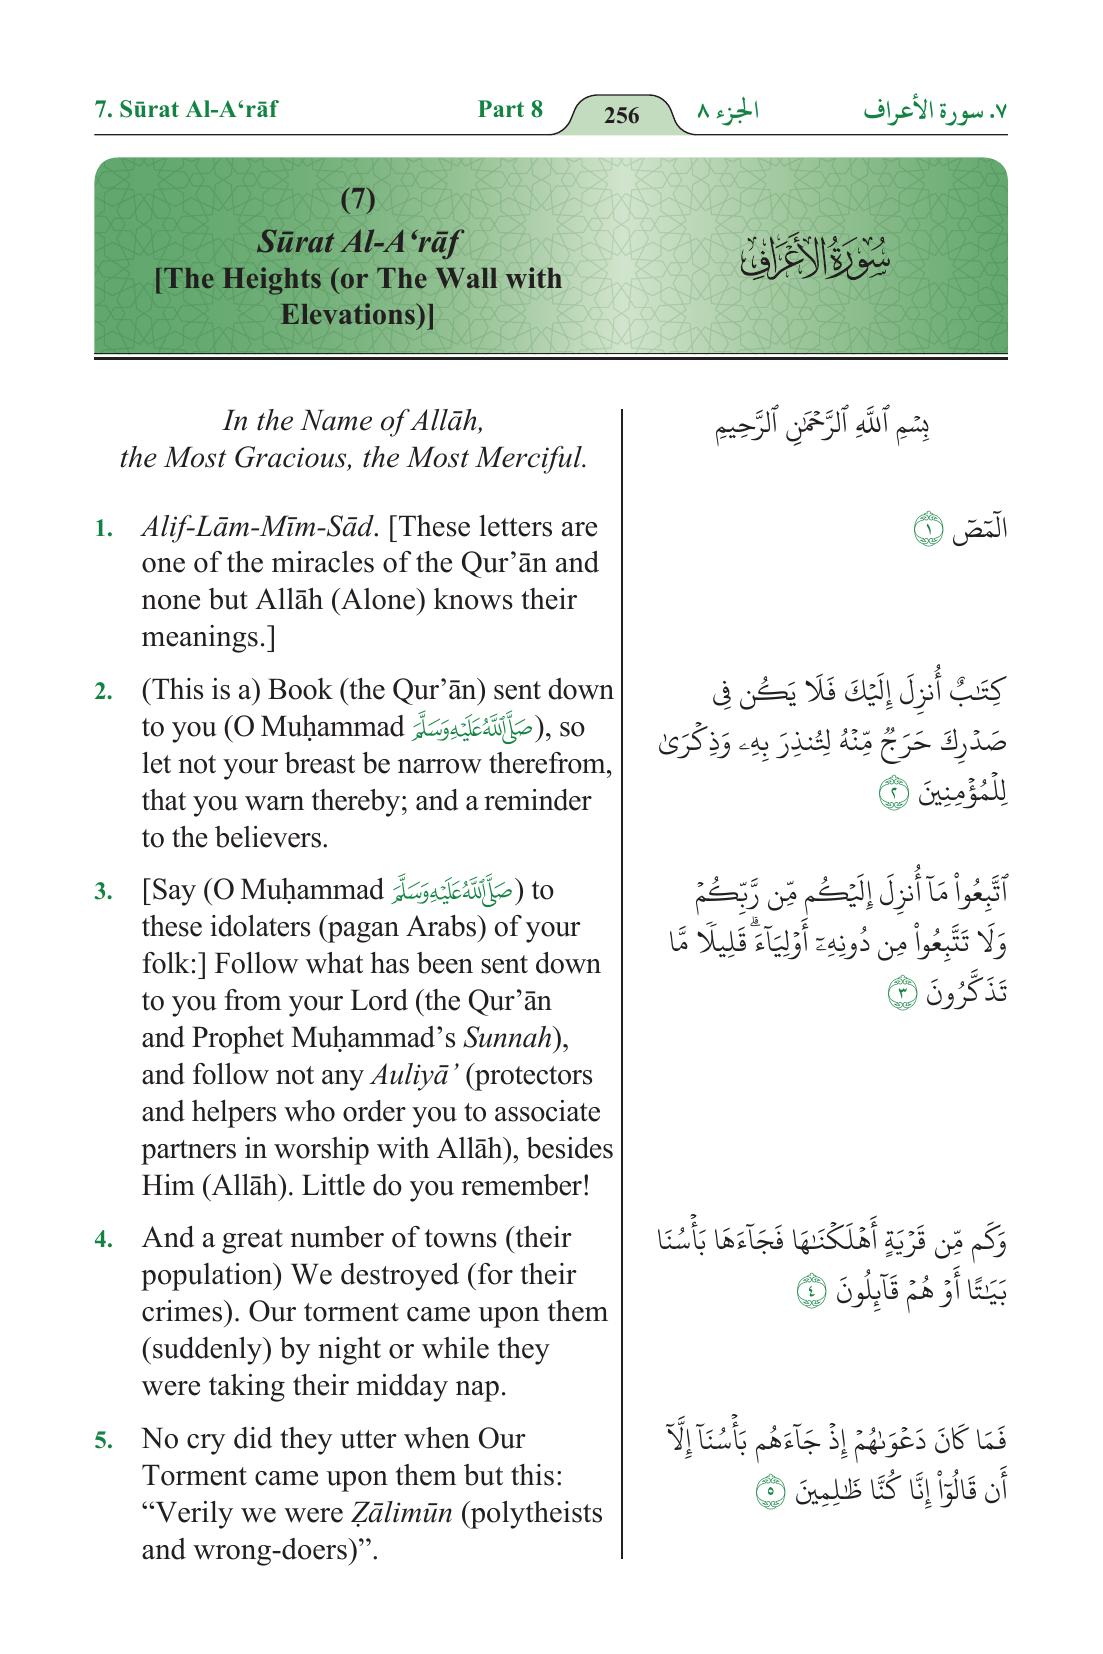 7. Sūrat Al-A‘rāf Part 8 256 الجزء ٨ ٧. سورة الأعراف
(7)
Sūrat Al-A‘rāf
[The Heights (or The Wall with
Elevations)]
سُورَةُ الأَعْرَافِ
In the Name of Allāh,
the Most Gracious, the Most Merciful.
1. Alif-Lām-Mīm-Sād. [These letters are
one of the miracles of the Qur’ān and
none but Allāh (Alone) knows their
meanings.]
2. (This is a) Book (the Qur’ān) sent down
to you (O Muḥammad صَلَّى اللَّهُ عَلَيْهِ وَسَلَّمَ), so
let not your breast be narrow therefrom,
that you warn thereby; and a reminder
to the believers.
3. [Say (O Muḥammad صَلَّى اللَّهُ عَلَيْهِ وَسَلَّمَ) to
these idolaters (pagan Arabs) of your
folk:] Follow what has been sent down
to you from your Lord (the Qur’ān
and Prophet Muḥammad’s Sunnah),
and follow not any Auliyā’ (protectors
and helpers who order you to associate
partners in worship with Allāh), besides
Him (Allāh). Little do you remember!
4. And a great number of towns (their
population) We destroyed (for their
crimes). Our torment came upon them
(suddenly) by night or while they
were taking their midday nap.
5. No cry did they utter when Our
Torment came upon them but this:
“Verily we were Ẓālimūn (polytheists
and wrong-doers)”.
بِسْمِ ٱللَّهِ ٱلرَّحْمَٰنِ ٱلرَّحِيمِ
الٓمٓصٓ ١
كِتَٰبٌ أُنزِلَ إِلَيْكَ فَلَا يَكُن فِى
صَدْرِكَ حَرَجٌ مِّنْهُ لِتُنذِرَ بِهِۦ وَذِكْرَىٰ
لِلْمُؤْمِنِينَ ٢
ٱتَّبِعُوا۟ مَآ أُنزِلَ إِلَيْكُم مِّن رَّبِّكُمْ
وَلَا تَتَّبِعُوا۟ مِن دُونِهِۦٓ أَوْلِيَآءَ ۗ قَلِيلًا مَّا
تَذَكَّرُونَ ٣
وَكَم مِّن قَرْيَةٍ أَهْلَكْنَٰهَا فَجَآءَهَا بَأْسُنَا
بَيَٰتًا أَوْ هُمْ قَآئِلُونَ ٤
فَمَا كَانَ دَعْوَىٰهُمْ إِذْ جَآءَهُم بَأْسُنَآ إِلَّآ
أَن قَالُوٓا۟ إِنَّا كُنَّا ظَٰلِمِينَ ٥